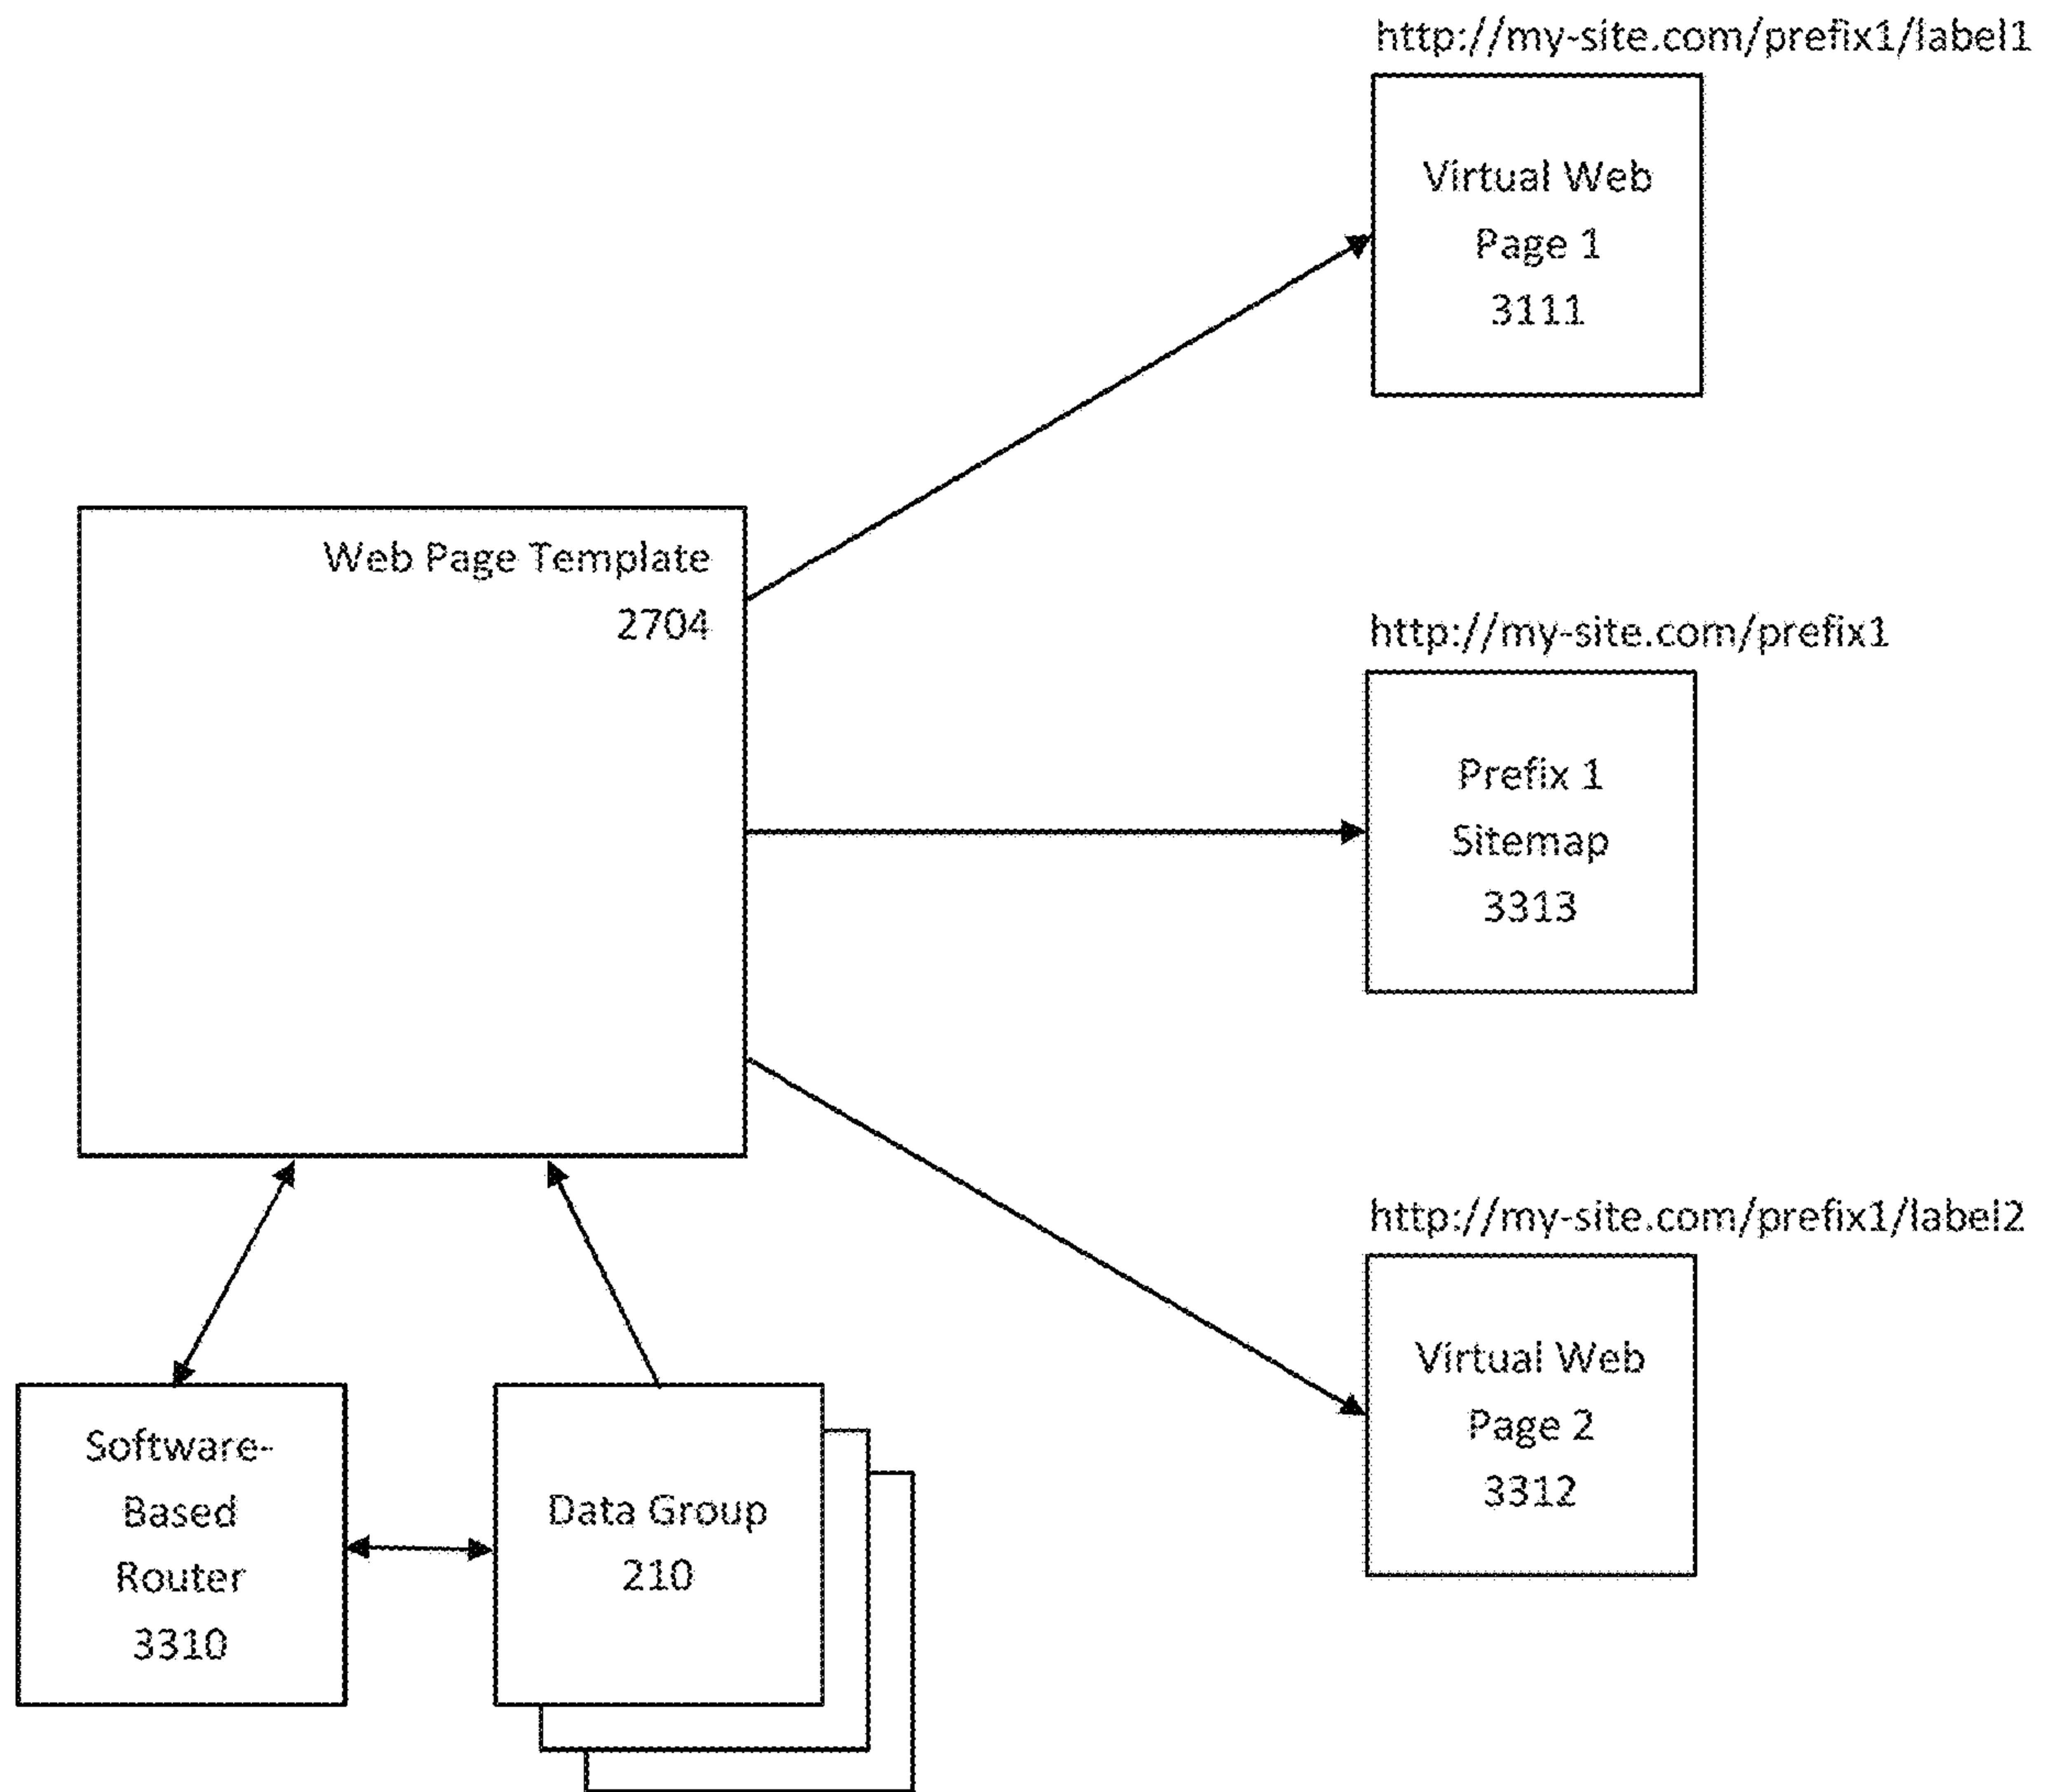 http://my-site.com/prefix1/label1
Virtual Web
Page 1
3111
Web Page Template
2704
http://my-site.com/prefix1
Prefix 1
Sitemap
3313
http://my-site.com/prefix1/label2
Virtual Web
Page 2
3312
Software-
Based
Router
3310
Data Group
210